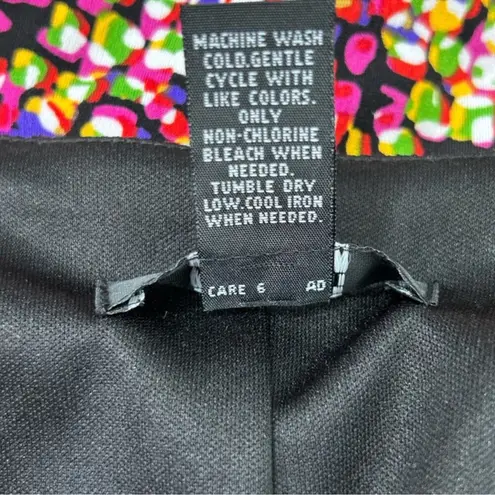 MACHINE WASH
COLD.GENTLE
CYCLE WITH
LIKE COLORS.
ONLY
NON-CHLORINE
BLEACH WHEN
NEEDED.
TUMBLE DRY
LOW.COOL IRON
WHEN NEEDED.
CARE 6 AD